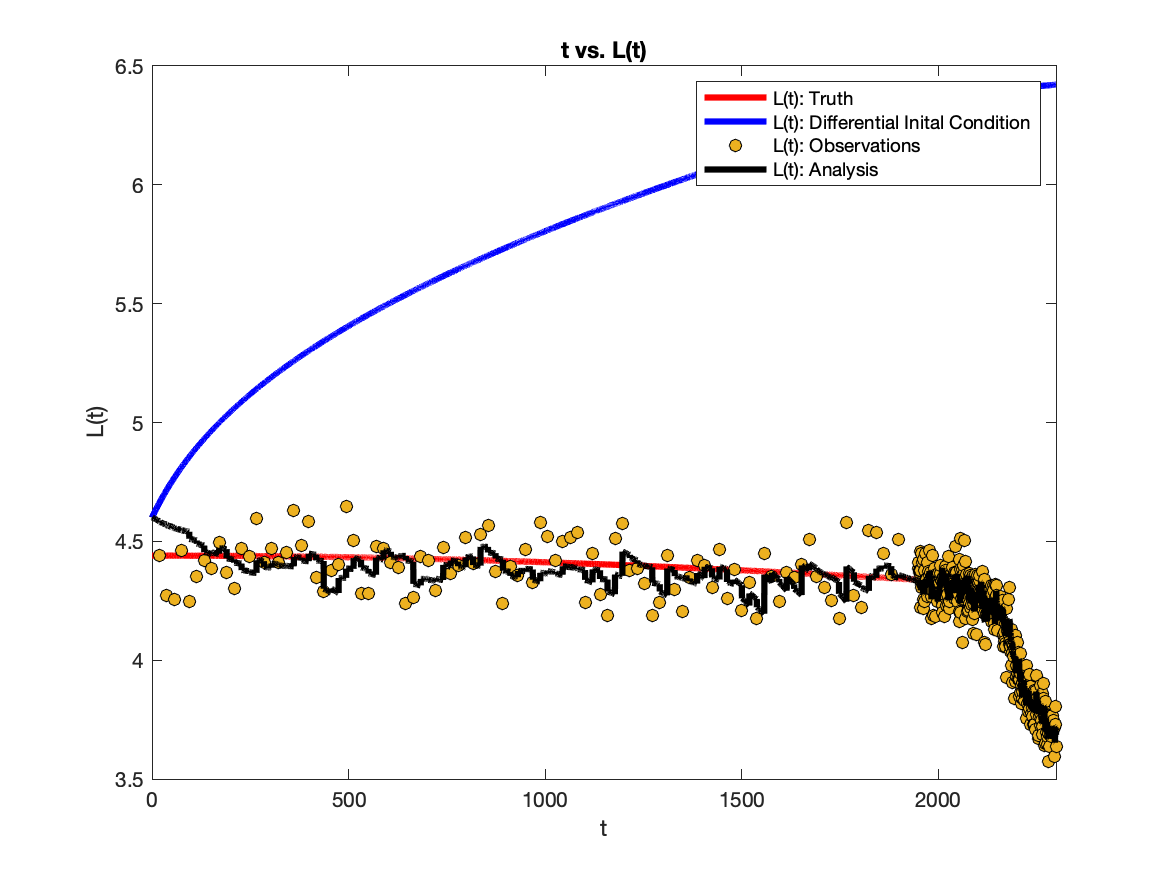 t vs. L(t)
6.5
L(t): Truth
L(t): Differential Inital Condition
L(t): Observations
L(t): Analysis
6
5.5
5
L(t)
4.5
4
3.5
0 500 1000 1500 2000
t